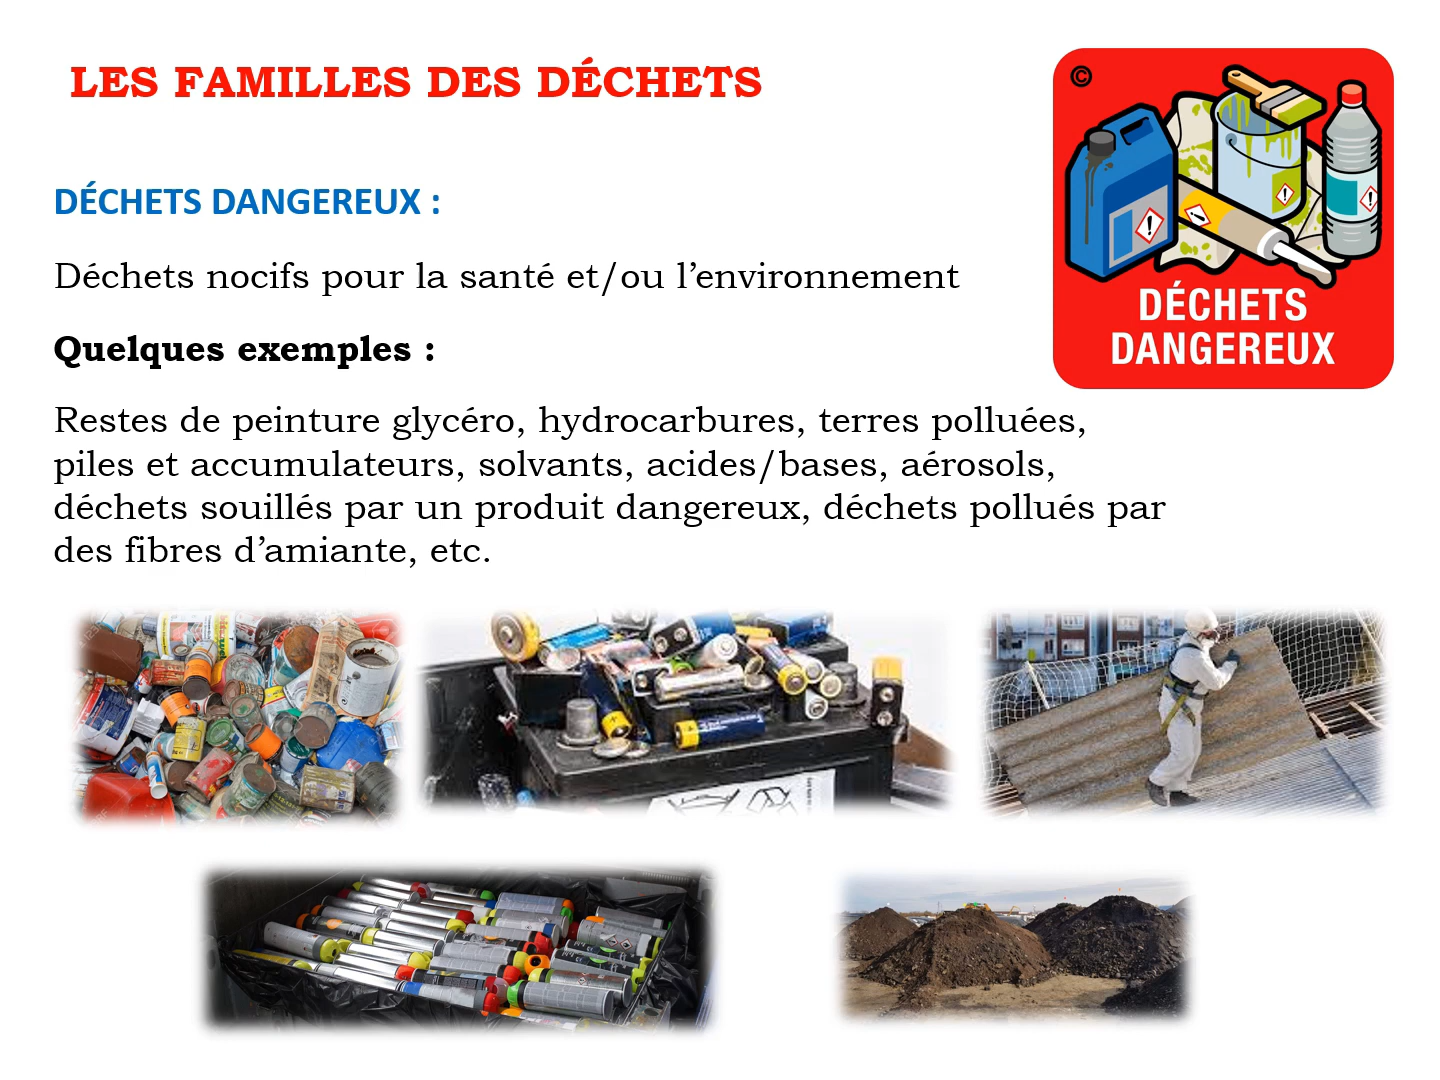 LES FAMILLES DES DÉCHETS
©
DÉCHETS DANGEREUX :
Déchets nocifs pour la santé et/ou l’environnement
DÉCHETS
DANGEREUX
Quelques exemples :
Restes de peinture glycéro, hydrocarbures, terres polluées,
piles et accumulateurs, solvants, acides/bases, aérosols,
déchets souillés par un produit dangereux, déchets pollués par
des fibres d’amiante, etc.